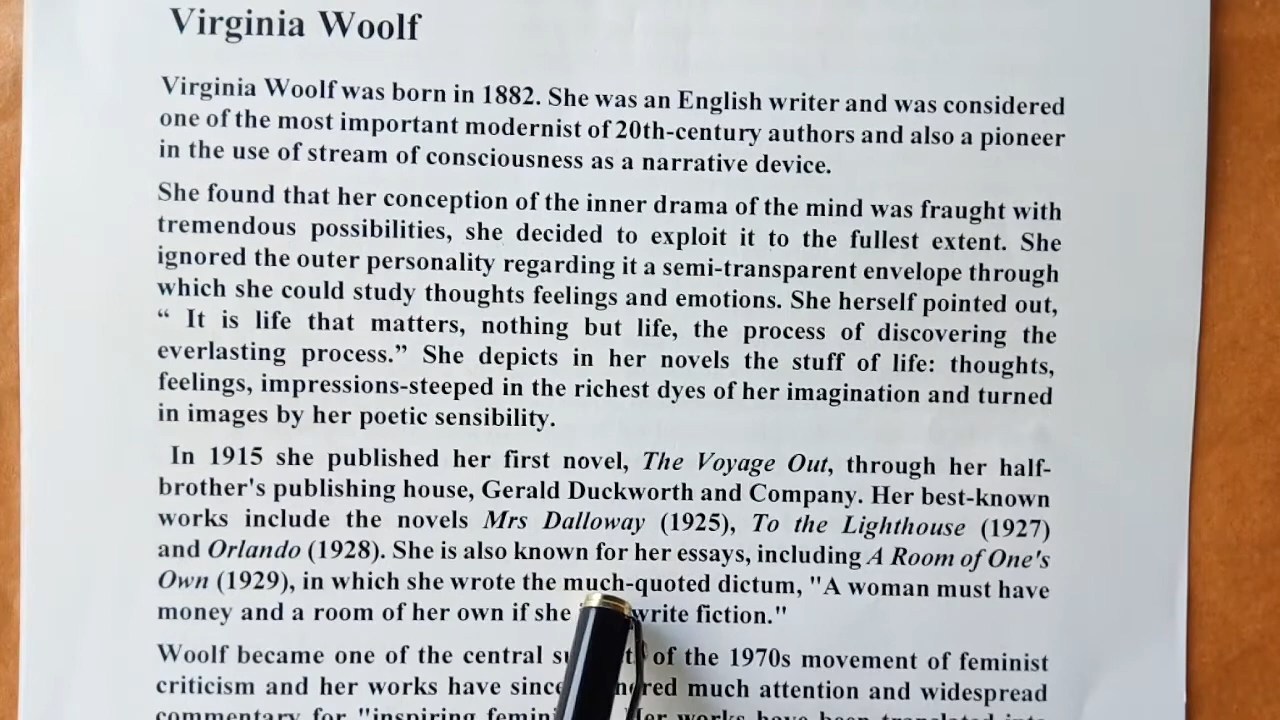 Virginia Woolf
Virginia Woolf was born in 1882. She was an English writer and was considered
one of the most important modernist of 20th-century authors and also a pioneer
in the use of stream of consciousness as a narrative device.
She found that her conception of the inner drama of the mind was fraught with
tremendous possibilities, she decided to exploit it to the fullest extent. She
ignored the outer personality regarding it a semi-transparent envelope through
which she could study thoughts feelings and emotions. She herself pointed out,
“ It is life that matters, nothing but life, the process of discovering the
everlasting process.” She depicts in her novels the stuff of life: thoughts,
feelings, impressions-steeped in the richest dyes of her imagination and turned
in images by her poetic sensibility.
In 1915 she published her first novel, The Voyage Out, through her half-
brother's publishing house, Gerald Duckworth and Company. Her best-known
works include the novels Mrs Dalloway (1925), To the Lighthouse (1927)
and Orlando (1928). She is also known for her essays, including A Room of One's
Own (1929), in which she wrote the much-quoted dictum, "A woman must have
money and a room of her own if she write fiction."
Woolf became one of the central of the 1970s movement of feminist
criticism and her works have since much attention and widespread
commentary for "inspiring Her works have been translated into